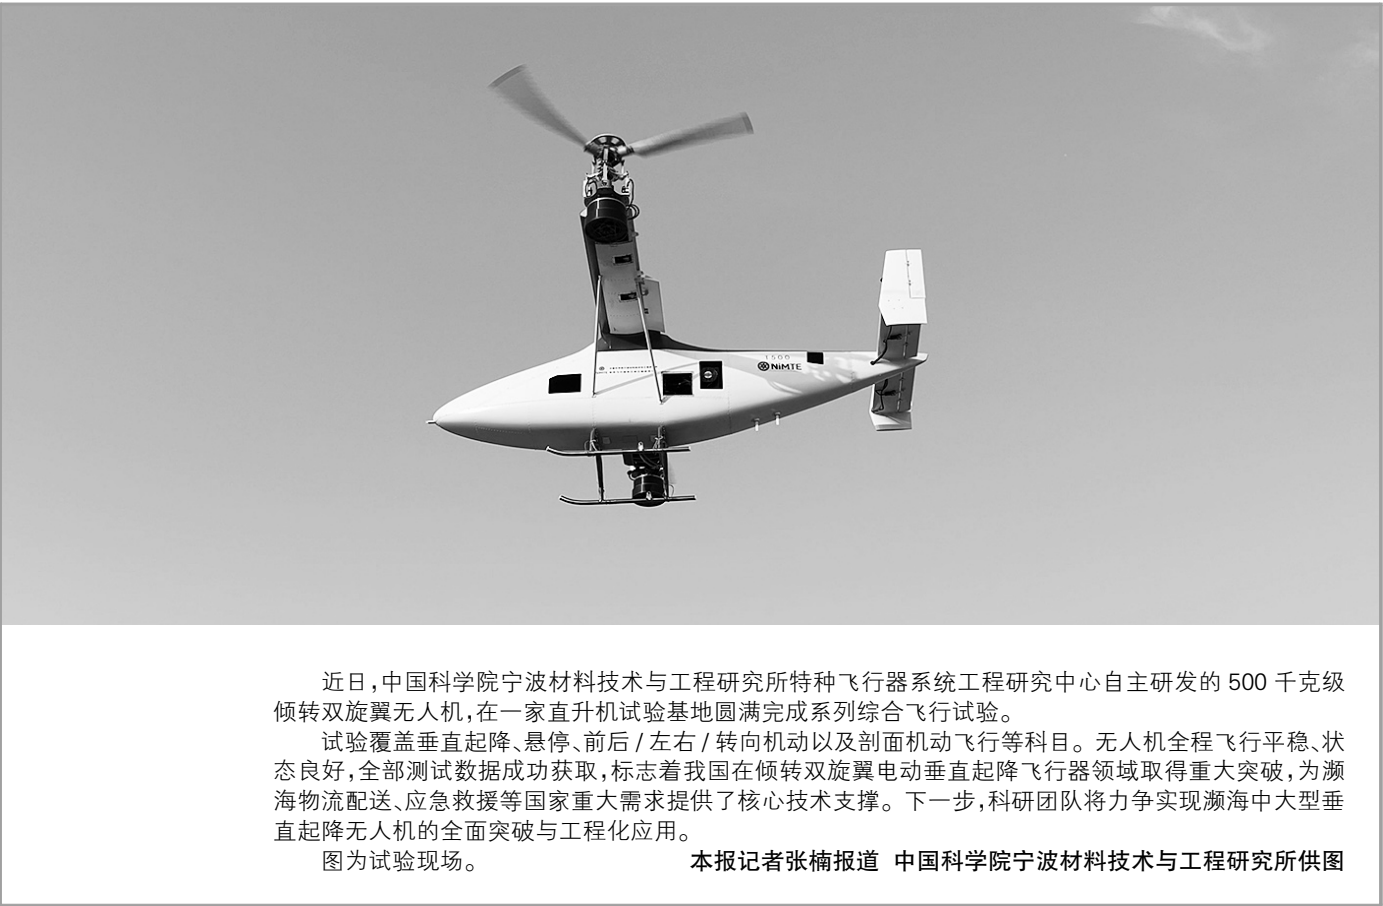 T500
NiMTE
近日，中国科学院宁波材料技术与工程研究所特种飞行器系统工程研究中心自主研发的 500 千克级
倾转双旋翼无人机，在一家直升机试验基地圆满完成系列综合飞行试验。
试验覆盖垂直起降、悬停、前后 / 左右 / 转向机动以及剖面机动飞行等科目。无人机全程飞行平稳、状
态良好，全部测试数据成功获取，标志着我国在倾转双旋翼电动垂直起降飞行器领域取得重大突破，为濒
海物流配送、应急救援等国家重大需求提供了核心技术支撑。下一步，科研团队将力争实现濒海中大型垂
直起降无人机的全面突破与工程化应用。
图为试验现场。 本报记者张楠报道 中国科学院宁波材料技术与工程研究所供图